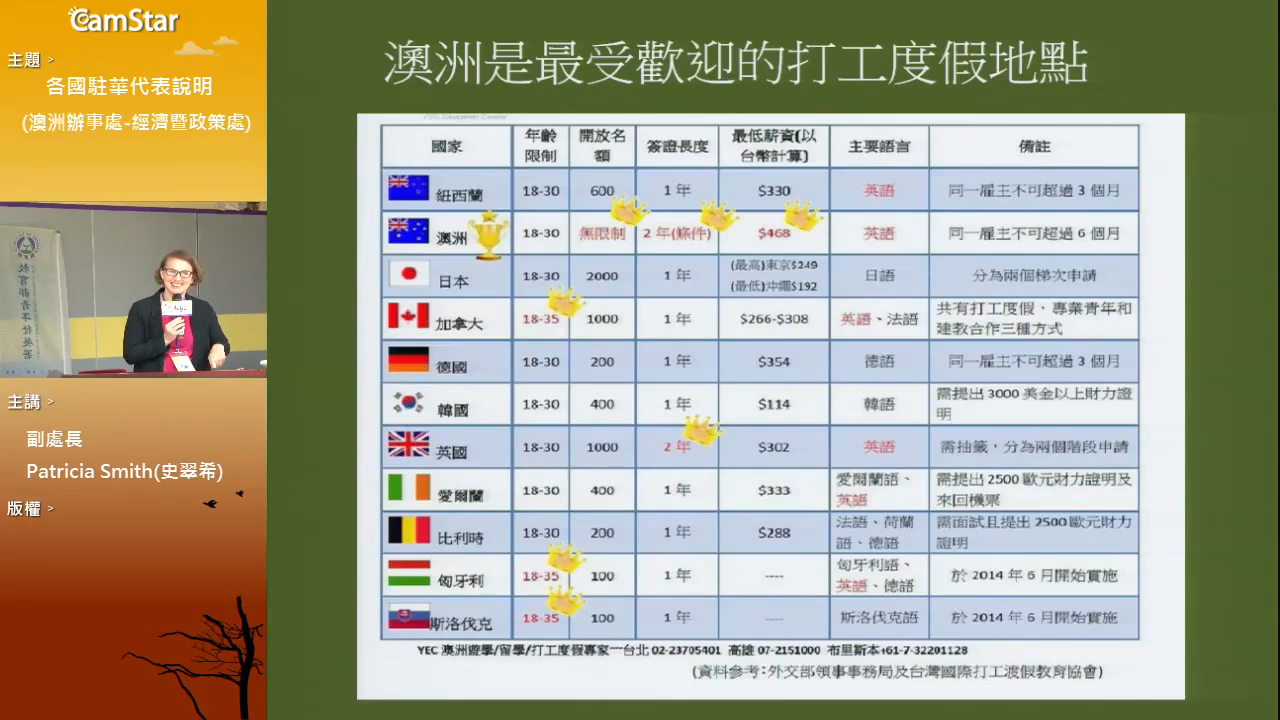 CamStar
主題 >
各國駐華代表說明
(澳洲辦事處-經濟暨政策處)
教育部青年發展署
主講 >
副處長
Patricia Smith(史翠希)
版權 >
澳洲是最受歡迎的打工度假地點
國家 年齡限制 開放名額 簽證長度 最低薪資(以台幣計算) 主要語言 備註
紐西蘭 18-30 600 1 年 $330 英語 同一雇主不可超過 3 個月
澳洲 18-30 無限制 2 年(條件) $468 英語 同一雇主不可超過 6 個月
日本 18-30 2000 1 年 (最高)東京$249 (最低)沖繩$192 日語 分為兩個梯次申請
加拿大 18-35 1000 1 年 $266-$308 英語、法語 共有打工度假、專業青年和建教合作三種方式
德國 18-30 200 1 年 $354 德語 同一雇主不可超過 3 個月
韓國 18-30 400 1 年 $114 韓語 需提出 3000 美金以上財力證明
英國 18-30 1000 2 年 $302 英語 需抽籤，分為兩個階段申請
愛爾蘭 18-30 400 1 年 $333 愛爾蘭語、英語 需提出 2500 歐元財力證明及來回機票
比利時 18-30 200 1 年 $288 法語、荷蘭語、德語 需面試且提出 2500 歐元財力證明
匈牙利 18-35 100 1 年 ---- 匈牙利語、英語、德語 於 2014 年 6 月開始實施
斯洛伐克 18-35 100 1 年 ---- 斯洛伐克語 於 2014 年 6 月開始實施
YEC 澳洲遊學/留學/打工度假專家一台北 02-23705401 高雄 07-2151000 布里斯本+61-7-32201128
(資料參考:外交部領事事務局及台灣國際打工渡假教育協會)